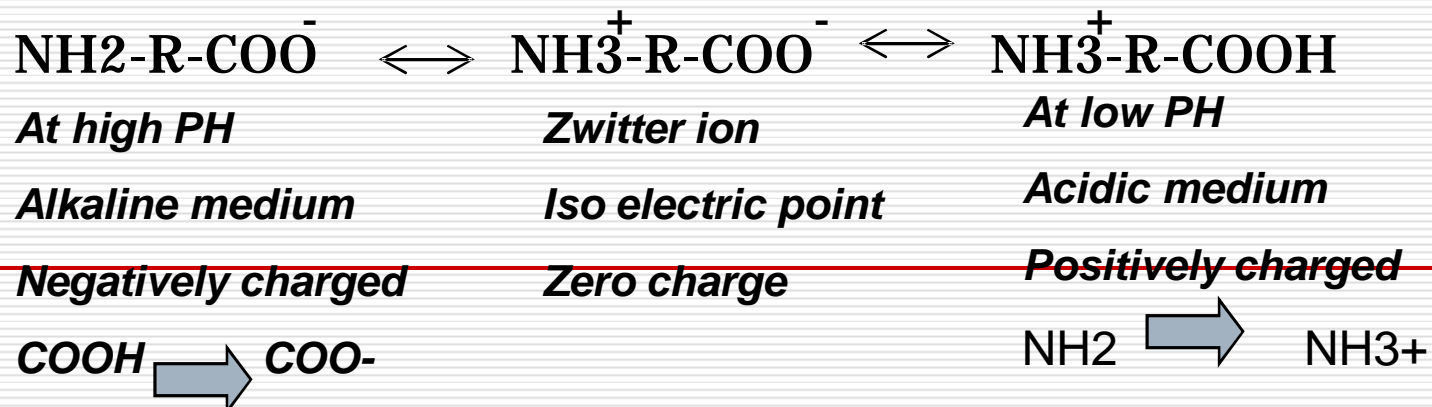 NH2-R-COO- ⟷ NH3+-R-COO- ⟷ NH3+-R-COOH
At high PH Zwitter ion At low PH
Alkaline medium Iso electric point Acidic medium
Negatively charged Zero charge Positively charged
COOH COO- NH2 NH3+